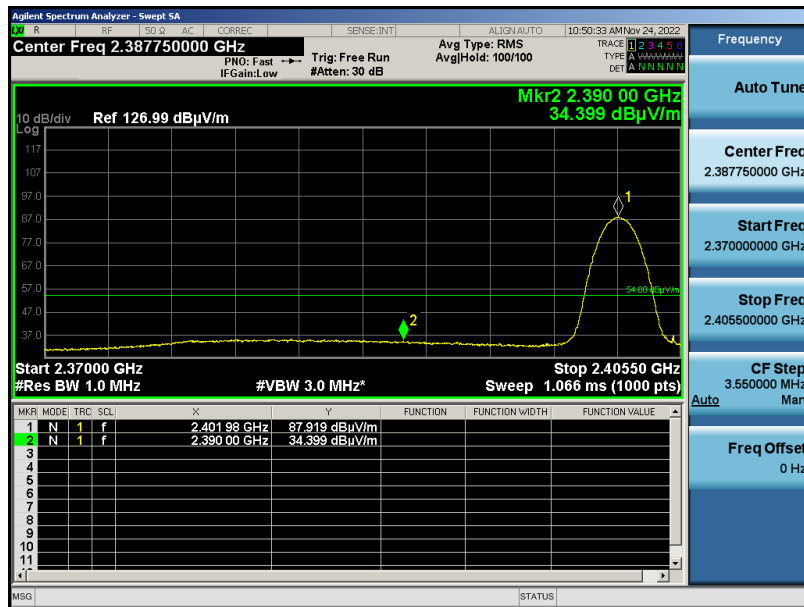 Agilent Spectrum Analyzer - Swept SA
LXI R RF 50 Ω AC CORREC SENSE:INT ALIGN AUTO 10:50:33 AM Nov 24, 2022
Center Freq 2.387750000 GHz
PNO: Fast
IFGain:Low
Trig: Free Run
#Atten: 30 dB
Avg Type: RMS
Avg|Hold: 100/100
TRACE 1 2 3 4 5 6
TYPE A WWWWW
DET A N N N N N
Mkr2 2.390 00 GHz
34.399 dBµV/m
10 dB/div
Log
Ref 126.99 dBµV/m
117
107
97.0
87.0
77.0
67.0
57.0
47.0
37.0
1
2
54.00 dBµV/m
Start 2.37000 GHz Stop 2.40550 GHz
#Res BW 1.0 MHz #VBW 3.0 MHz* Sweep 1.066 ms (1000 pts)
MKR MODE TRC SCL X Y FUNCTION FUNCTION WIDTH FUNCTION VALUE
1 N 1 f 2.401 98 GHz 87.919 dBµV/m
2 N 1 f 2.390 00 GHz 34.399 dBµV/m
3
4
5
6
7
8
9
10
11
MSG STATUS
Frequency
Auto Tune
Center Freq
2.387750000 GHz
Start Freq
2.370000000 GHz
Stop Freq
2.405500000 GHz
CF Step
3.550000 MHz
Auto Man
Freq Offset
0 Hz